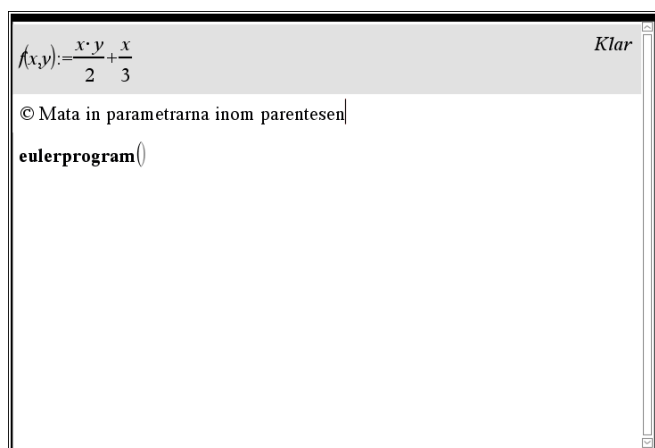 f(x,y):=x·y/2+x/3 Klar
© Mata in parametrarna inom parentesen
eulerprogram()